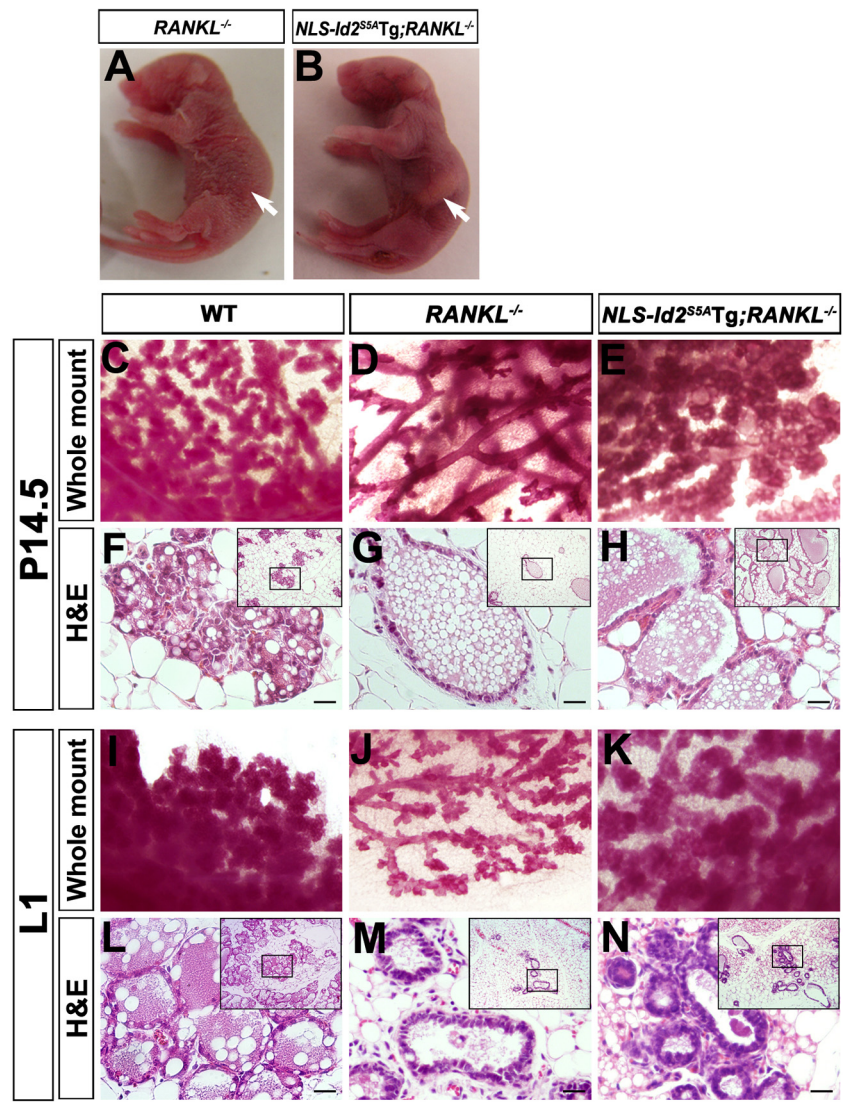 RANKL-/-
NLS-Id2S5ATg;RANKL-/-
A
B
WT
RANKL-/-
NLS-Id2S5ATg;RANKL-/-
P14.5
Whole mount
C
D
E
H&E
F
G
H
L1
Whole mount
I
J
K
H&E
L
M
N